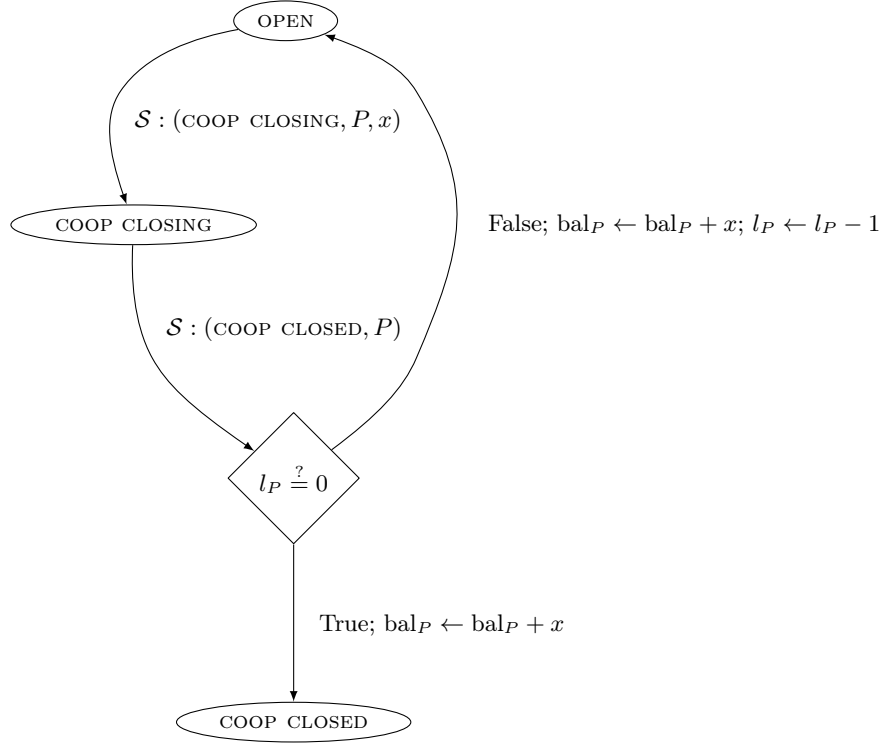 OPEN
𝒮 : (COOP CLOSING, P, x)
COOP CLOSING
False; bal_P ← bal_P + x; l_P ← l_P − 1
𝒮 : (COOP CLOSED, P)
l_P ≟ 0
True; bal_P ← bal_P + x
COOP CLOSED